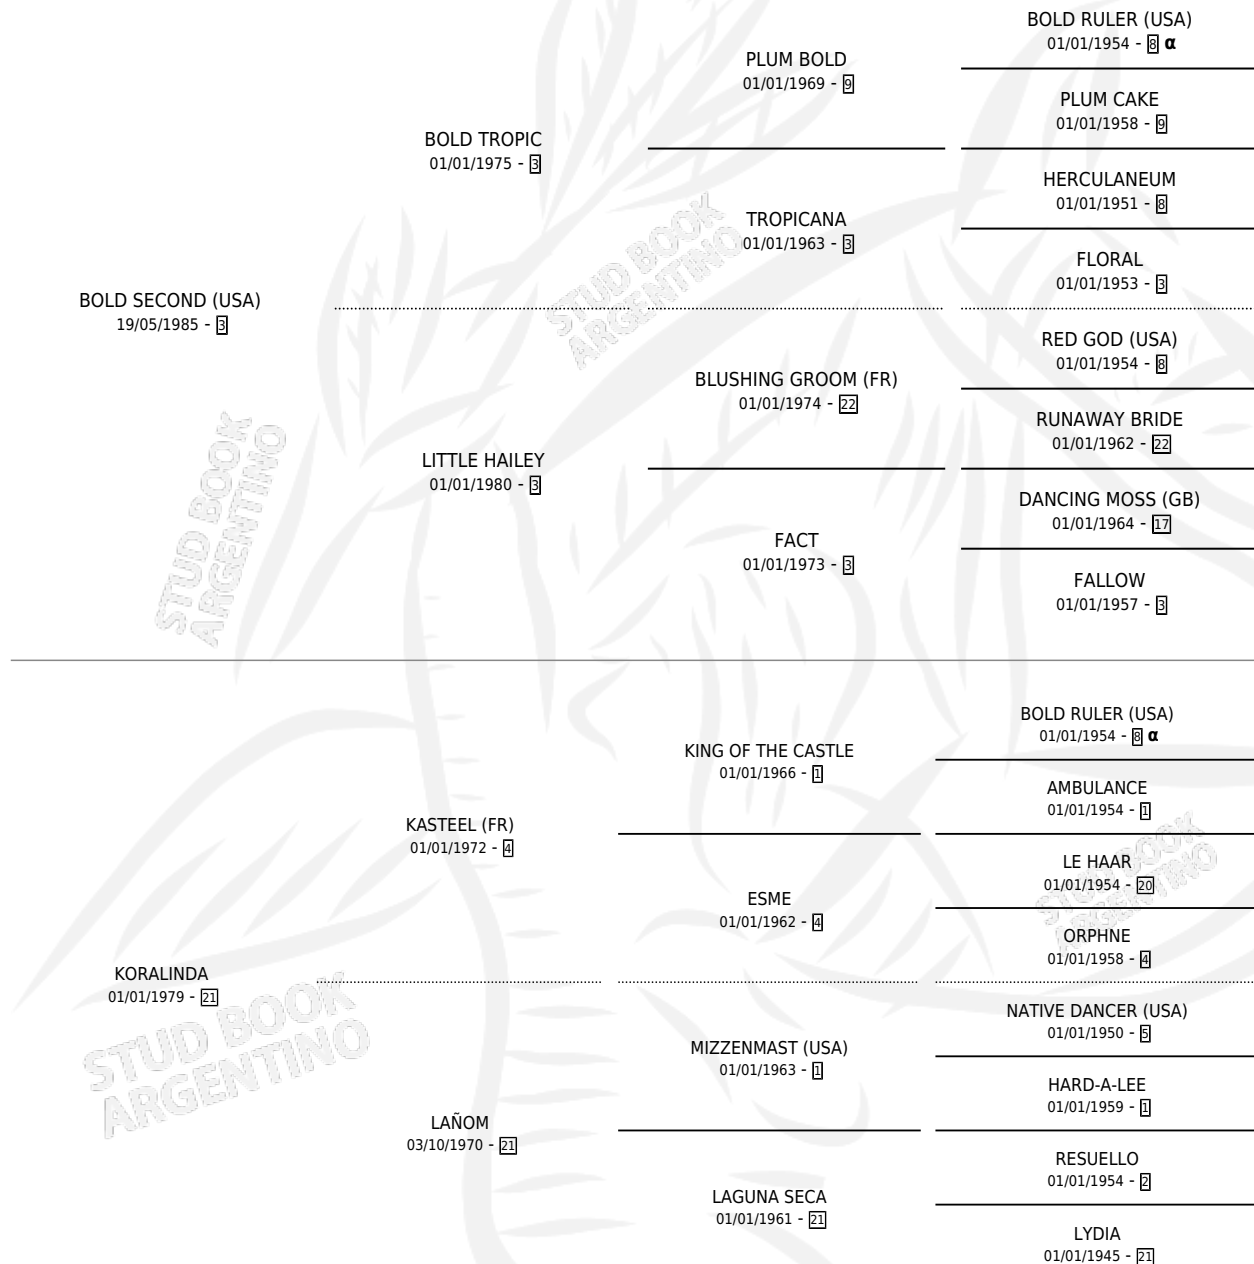 BOLD RULER (USA)
01/01/1954 - 8 α
PLUM BOLD
01/01/1969 - 9
PLUM CAKE
01/01/1958 - 9
BOLD TROPIC
01/01/1975 - 3
HERCULANEUM
01/01/1951 - 8
TROPICANA
01/01/1963 - 3
FLORAL
01/01/1953 - 3
BOLD SECOND (USA)
19/05/1985 - 3
RED GOD (USA)
01/01/1954 - 8
BLUSHING GROOM (FR)
01/01/1974 - 22
RUNAWAY BRIDE
01/01/1962 - 22
LITTLE HAILEY
01/01/1980 - 3
DANCING MOSS (GB)
01/01/1964 - 17
FACT
01/01/1973 - 3
FALLOW
01/01/1957 - 3
BOLD RULER (USA)
01/01/1954 - 8 α
KING OF THE CASTLE
01/01/1966 - 1
AMBULANCE
01/01/1954 - 1
KASTEEL (FR)
01/01/1972 - 4
LE HAAR
01/01/1954 - 20
ESME
01/01/1962 - 4
ORPHNE
01/01/1958 - 4
KORALINDA
01/01/1979 - 21
NATIVE DANCER (USA)
01/01/1950 - 5
MIZZENMAST (USA)
01/01/1963 - 1
HARD-A-LEE
01/01/1959 - 1
LAÑOM
03/10/1970 - 21
RESUELLO
01/01/1954 - 2
LAGUNA SECA
01/01/1961 - 21
LYDIA
01/01/1945 - 21
STUD BOOK
ARGENTINO
STUD BOOK
ARGENTINO
STUD BOOK
ARGENTINO
STUD BOOK
ARGENTINO